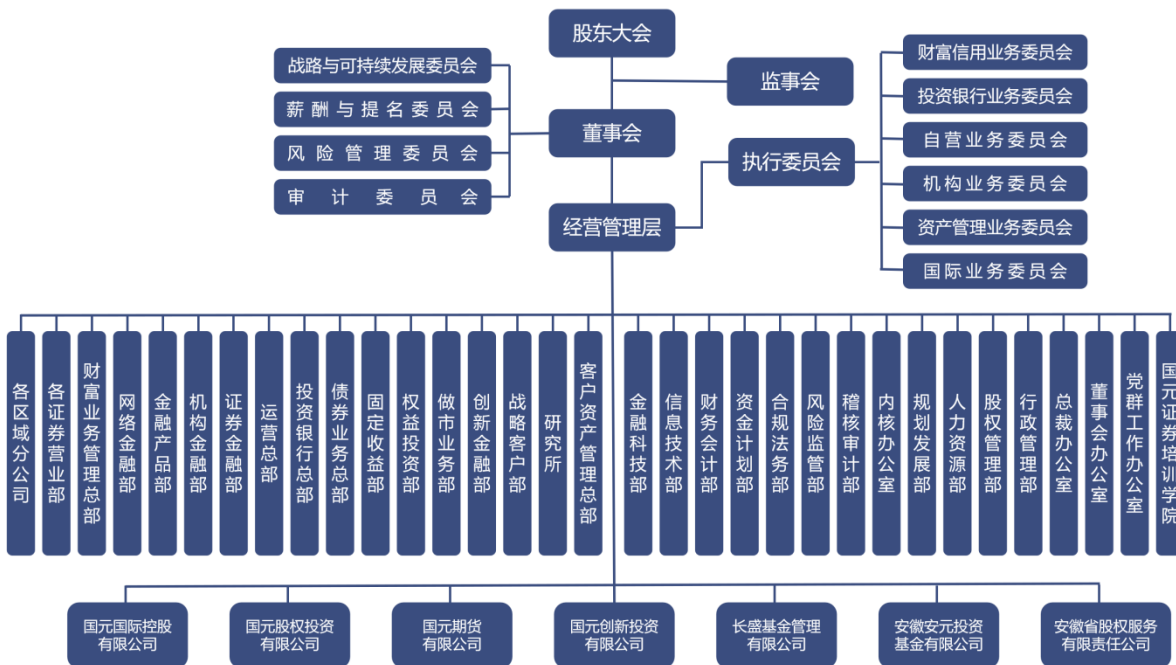 股东大会
监事会
董事会
战略与可持续发展委员会
薪酬与提名委员会
风险管理委员会
审计委员会
经营管理层
执行委员会
财富信用业务委员会
投资银行业务委员会
自营业务委员会
机构业务委员会
资产管理业务委员会
国际业务委员会
各区域分公司
各证券营业部
财富业务管理总部
网络金融部
金融产品部
机构金融部
证券金融部
运营总部
投资银行总部
债券业务总部
固定收益部
权益投资部
做市业务部
创新金融部
战略客户部
研究所
客户资产管理总部
金融科技部
信息技术部
财务会计部
资金计划部
合规法务部
风险监管部
稽核审计部
内核办公室
规划发展部
人力资源部
股权管理部
行政管理部
总裁办公室
董事会办公室
党群工作办公室
国元证券培训学院
国元国际控股
有限公司
国元股权投资
有限公司
国元期货
有限公司
国元创新投资
有限公司
长盛基金管理
有限公司
安徽安元投资
基金有限公司
安徽省股权服务
有限责任公司